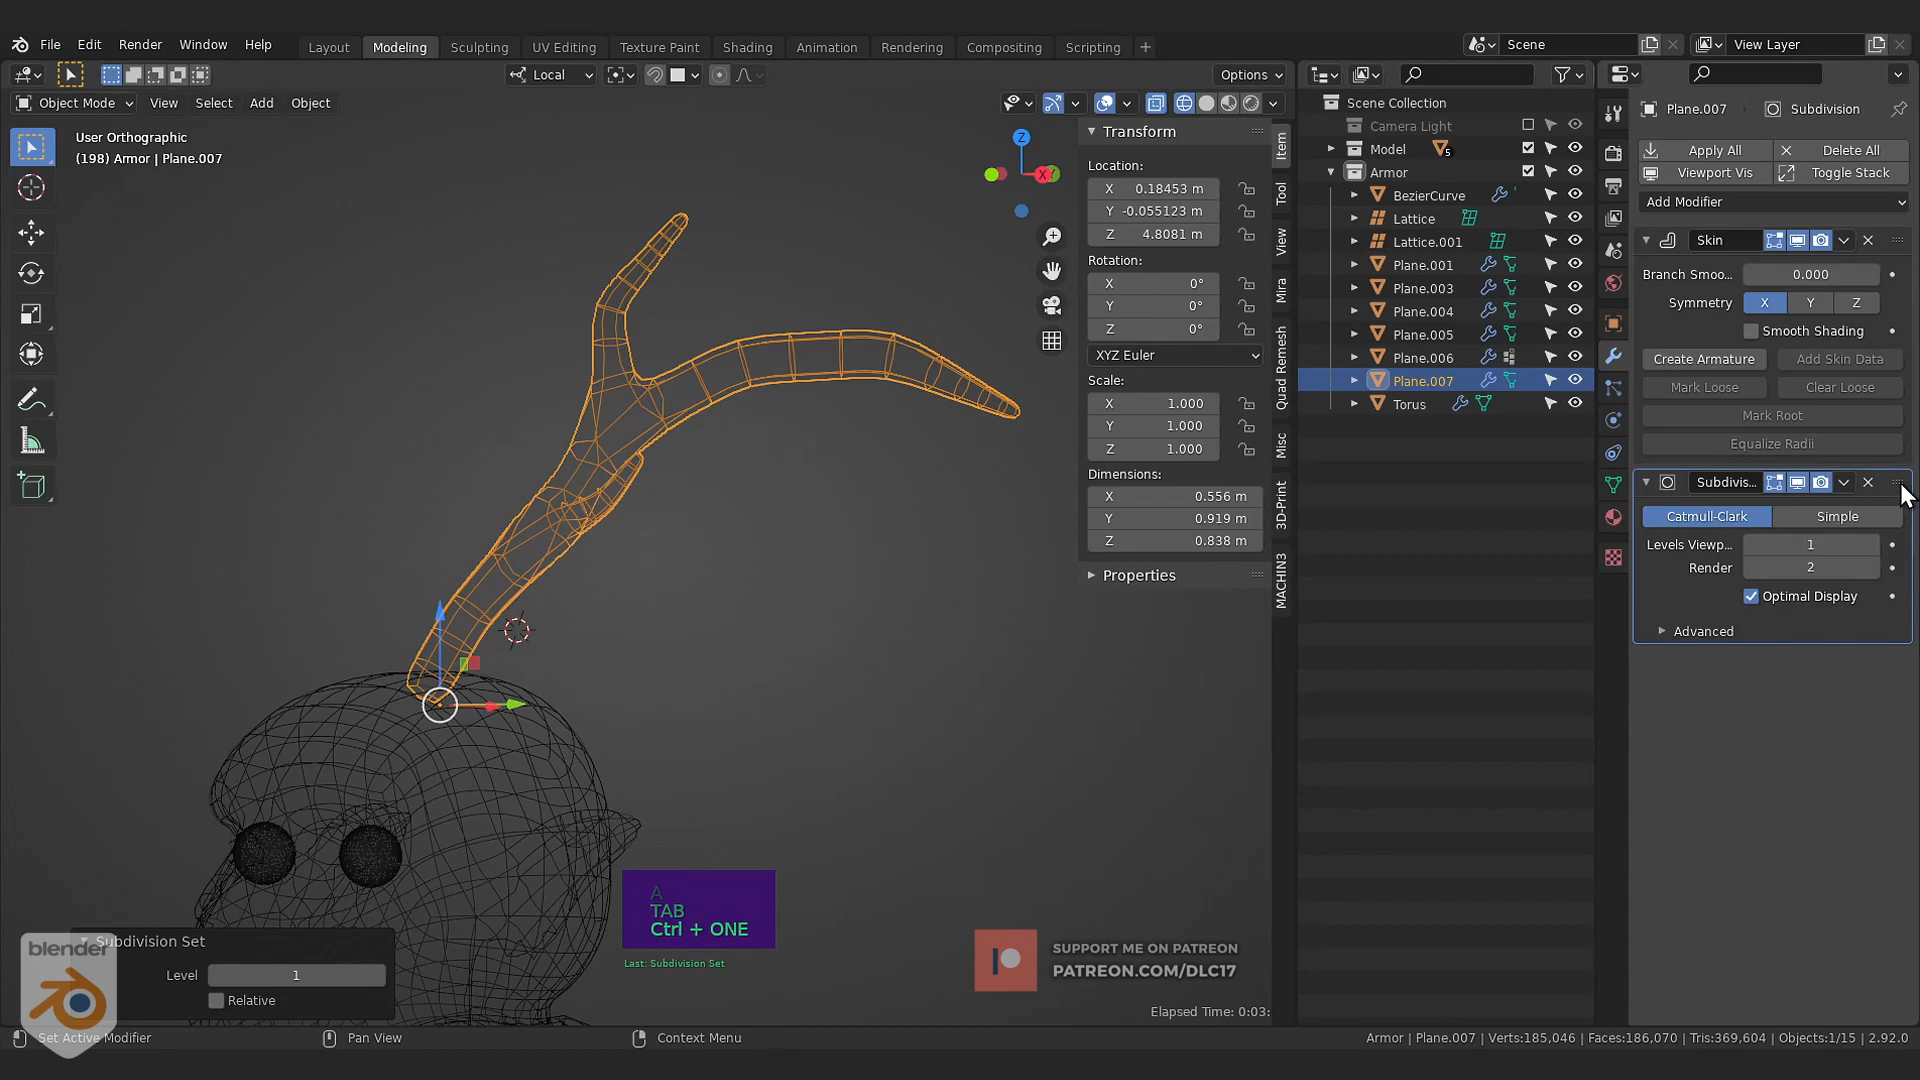 File Edit Render Window Help
Layout Modeling Sculpting UV Editing Texture Paint Shading Animation Rendering Compositing Scripting +
Scene
View Layer
Local
Options
Object Mode View Select Add Object
User Orthographic
(198) Armor | Plane.007
Z
X
Y
Transform
Location:
X 0.18453 m
Y -0.055123 m
Z 4.8081 m
Rotation:
X 0°
Y 0°
Z 0°
XYZ Euler
Scale:
X 1.000
Y 1.000
Z 1.000
Dimensions:
X 0.556 m
Y 0.919 m
Z 0.838 m
Properties
Item
Tool
View
Mira
Quad Remesh
Misc
3D-Print
MACHIN3
Scene Collection
Camera Light
Model 5
Armor
BezierCurve
Lattice
Lattice.001
Plane.001
Plane.003
Plane.004
Plane.005
Plane.006
Plane.007
Torus
Plane.007 Subdivision
Apply All Delete All
Viewport Vis Toggle Stack
Add Modifier
Skin
Branch Smoo... 0.000
Symmetry X Y Z
Smooth Shading
Create Armature Add Skin Data
Mark Loose Clear Loose
Mark Root
Equalize Radii
Subdivis...
Catmull-Clark Simple
Levels Viewp... 1
Render 2
Optimal Display
Advanced
A
TAB
Ctrl + ONE
Last: Subdivision Set
Subdivision Set
Level 1
Relative
blender
SUPPORT ME ON PATREON
PATREON.COM/DLC17
Elapsed Time: 0:03:
Set Active Modifier Pan View Context Menu
Armor | Plane.007 | Verts:185,046 | Faces:186,070 | Tris:369,604 | Objects:1/15 | 2.92.0